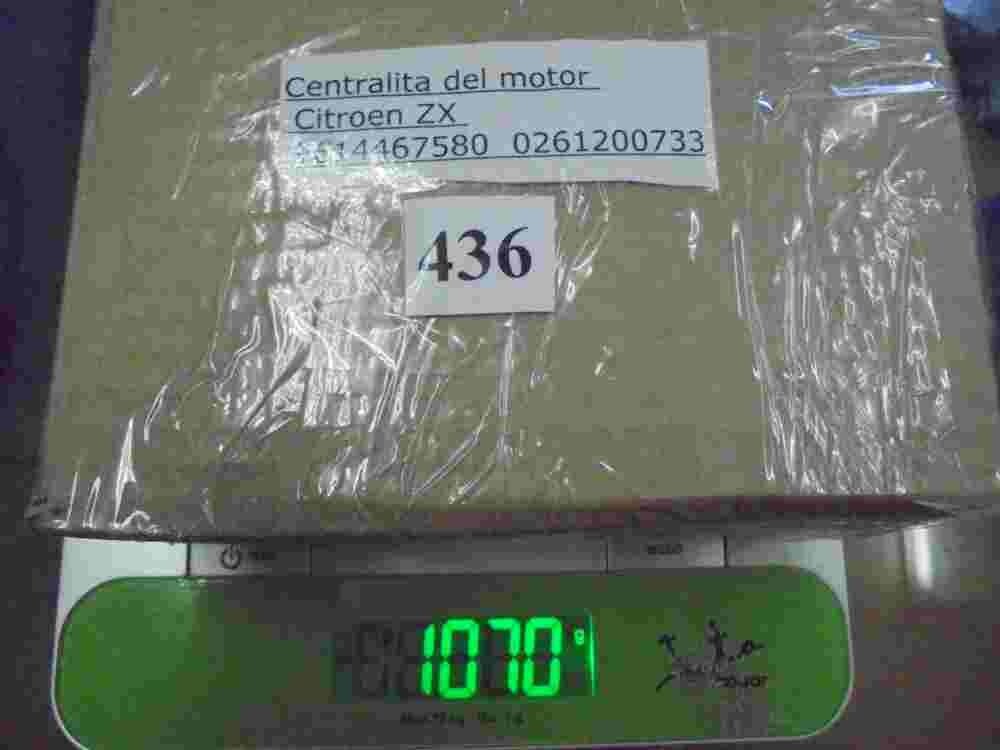 Centralita del motor
Citroen ZX
0261200733
436
1070 g